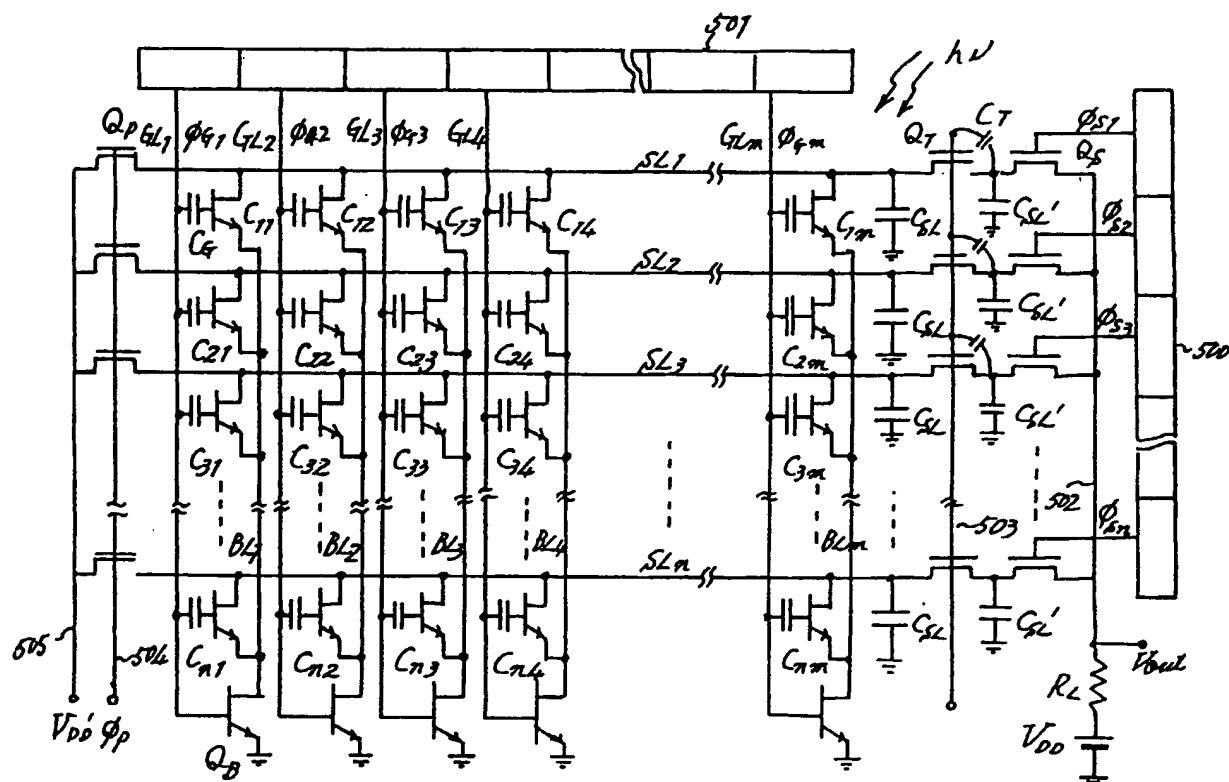 501
hν
Qp GL1 φG1 GL2 φG2 GL3 φG3 GL4 GLm φGm QT CT φS1
SL1 QS
C11 C12 C13 C14 C1m CSL CSL' φS2
CG
SL2
C21 C22 C23 C24 C2m CSL CSL' φS3
500
SL3
C31 C32 C33 C34 C3m CSL CSL'
502
BL1 BL2 BL3 BL4 BLm 503 φSn
SLn
505 504 Cn1 Cn2 Cn3 Cn4 Cnm CSL CSL'
Vout
RL
VDD' φp QB VDD